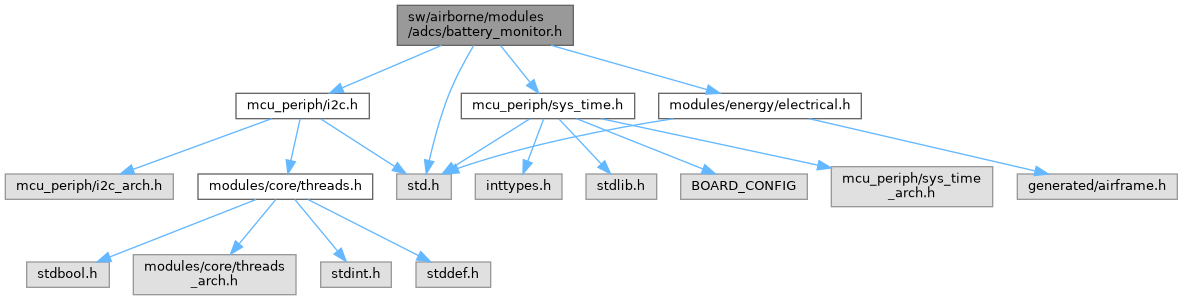 sw/airborne/modules
/adcs/battery_monitor.h
mcu_periph/i2c.h
mcu_periph/sys_time.h
modules/energy/electrical.h
mcu_periph/i2c_arch.h
modules/core/threads.h
std.h
inttypes.h
stdlib.h
BOARD_CONFIG
mcu_periph/sys_time
_arch.h
generated/airframe.h
stdbool.h
modules/core/threads
_arch.h
stdint.h
stddef.h